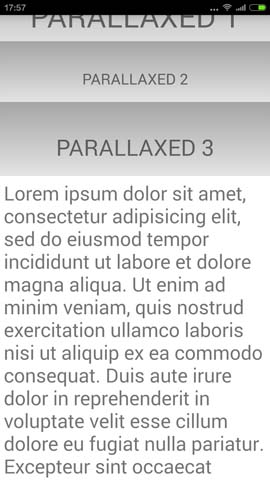 17:57
PARALLAXED 1
PARALLAXED 2
PARALLAXED 3
Lorem ipsum dolor sit amet,
consectetur adipisicing elit,
sed do eiusmod tempor
incididunt ut labore et dolore
magna aliqua. Ut enim ad
minim veniam, quis nostrud
exercitation ullamco laboris
nisi ut aliquip ex ea commodo
consequat. Duis aute irure
dolor in reprehenderit in
voluptate velit esse cillum
dolore eu fugiat nulla pariatur.
Excepteur sint occaecat